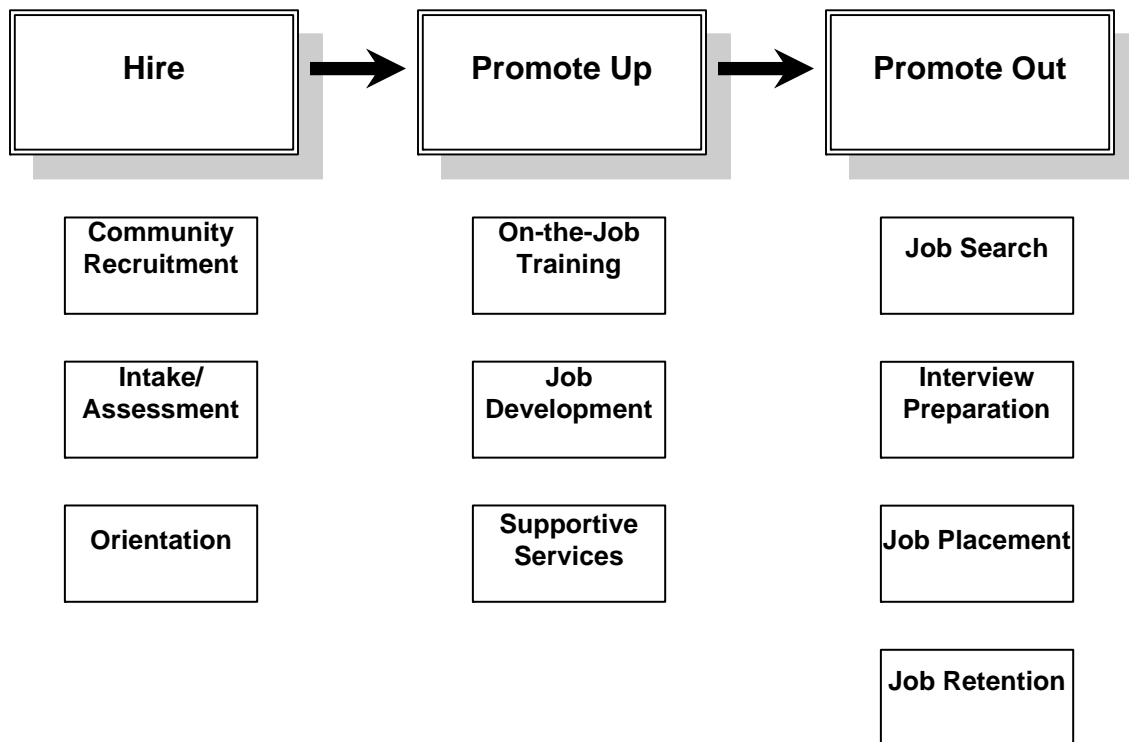 Hire
Promote Up
Promote Out
Community
Recruitment
Intake/
Assessment
Orientation
On-the-Job
Training
Job
Development
Supportive
Services
Job Search
Interview
Preparation
Job Placement
Job Retention